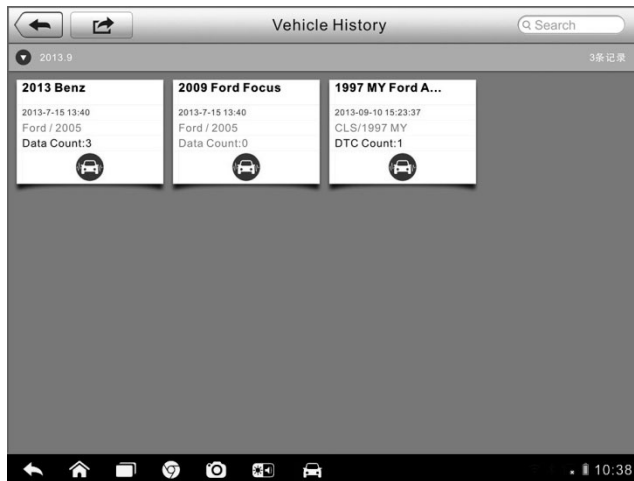 Vehicle History
Search
2013.9
3条记录
2013 Benz
2013-7-15 13:40
Ford / 2005
Data Count:3
2009 Ford Focus
2013-7-15 13:40
Ford / 2005
Data Count:0
1997 MY Ford A...
2013-09-10 15:23:37
CLS/1997 MY
DTC Count:1
10:38